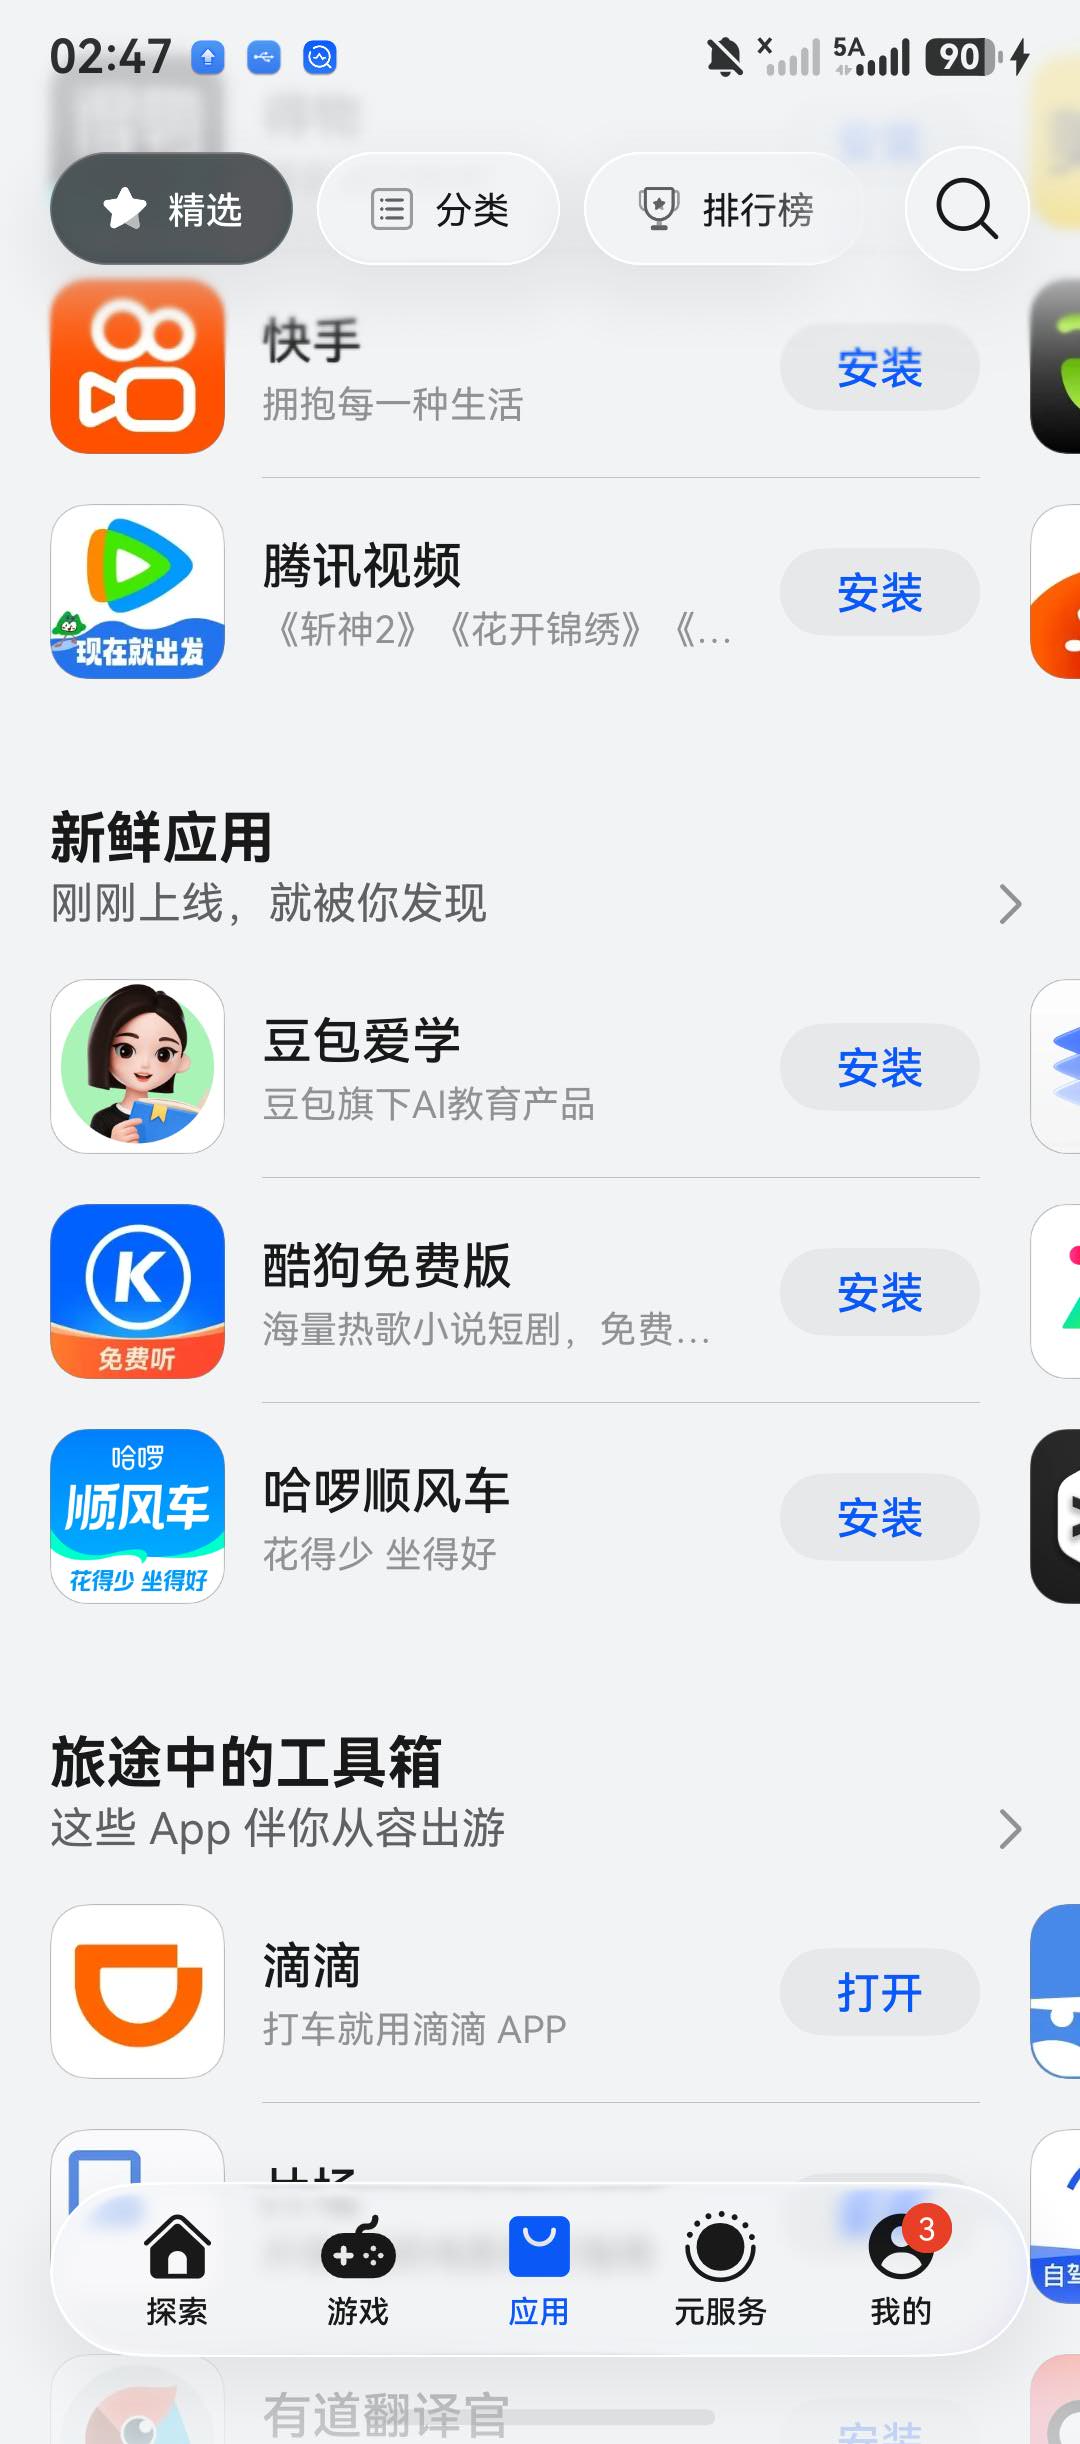 02:47
5A
90
得物
安装
精选
分类
排行榜
快手
拥抱每一种生活
安装
腾讯视频
《斩神2》《花开锦绣》《...
安装
现在就出发
新鲜应用
刚刚上线，就被你发现
豆包爱学
豆包旗下AI教育产品
安装
酷狗免费版
海量热歌小说短剧，免费...
安装
K
免费听
哈啰顺风车
花得少 坐得好
安装
哈啰
顺风车
花得少 坐得好
旅途中的工具箱
这些 App 伴你从容出游
滴滴
打车就用滴滴 APP
打开
自驾
探索
游戏
应用
元服务
我的
3
有道翻译官
安装